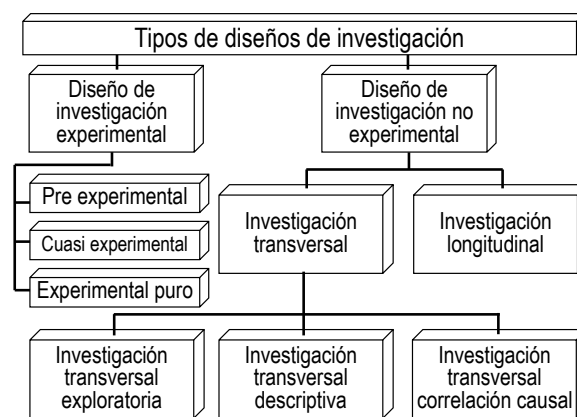 Tipos de diseños de investigación
Diseño de
investigación
experimental
Diseño de
investigación no
experimental
Pre experimental
Cuasi experimental
Experimental puro
Investigación
transversal
Investigación
longitudinal
Investigación
transversal
exploratoria
Investigación
transversal
descriptiva
Investigación
transversal
correlación causal